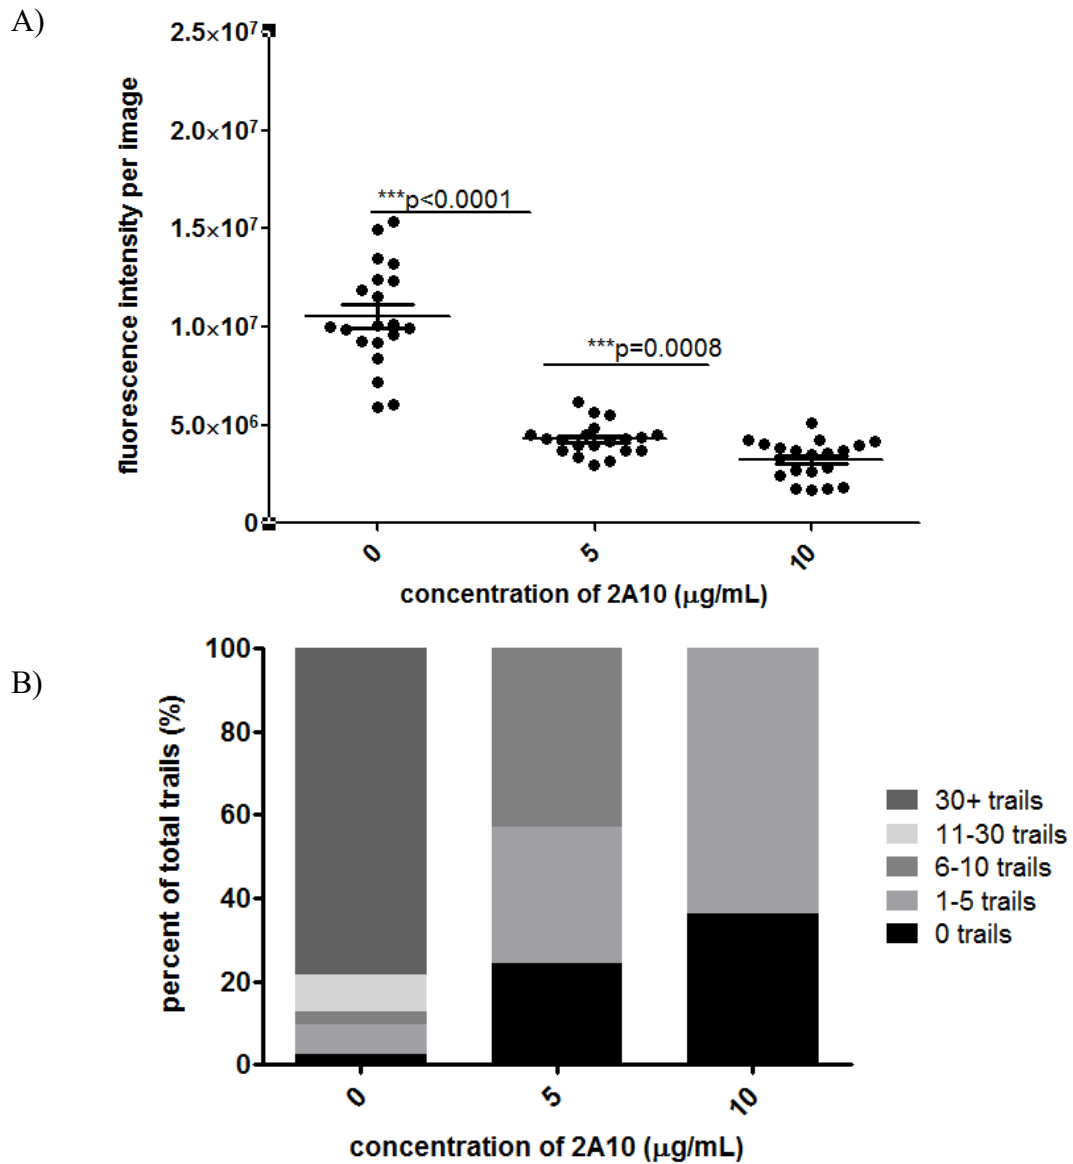 A)
2.5×10⁷
2.0×10⁷
1.5×10⁷
1.0×10⁷
5.0×10⁶
0
fluorescence intensity per image
***p<0.0001
***p=0.0008
0
5
10
concentration of 2A10 (μg/mL)
B)
100
80
60
40
20
0
percent of total trails (%)
30+ trails
11-30 trails
6-10 trails
1-5 trails
0 trails
0
5
10
concentration of 2A10 (μg/mL)